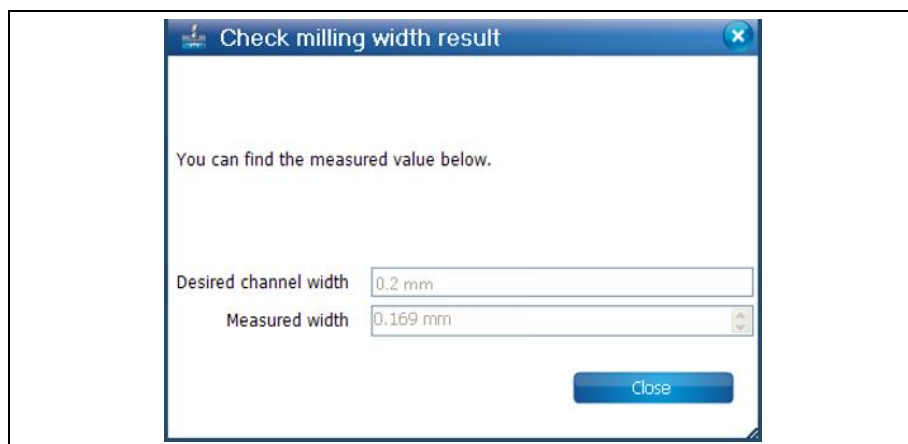 Check milling width result
You can find the measured value below.
Desired channel width 0.2 mm
Measured width 0.169 mm
Close